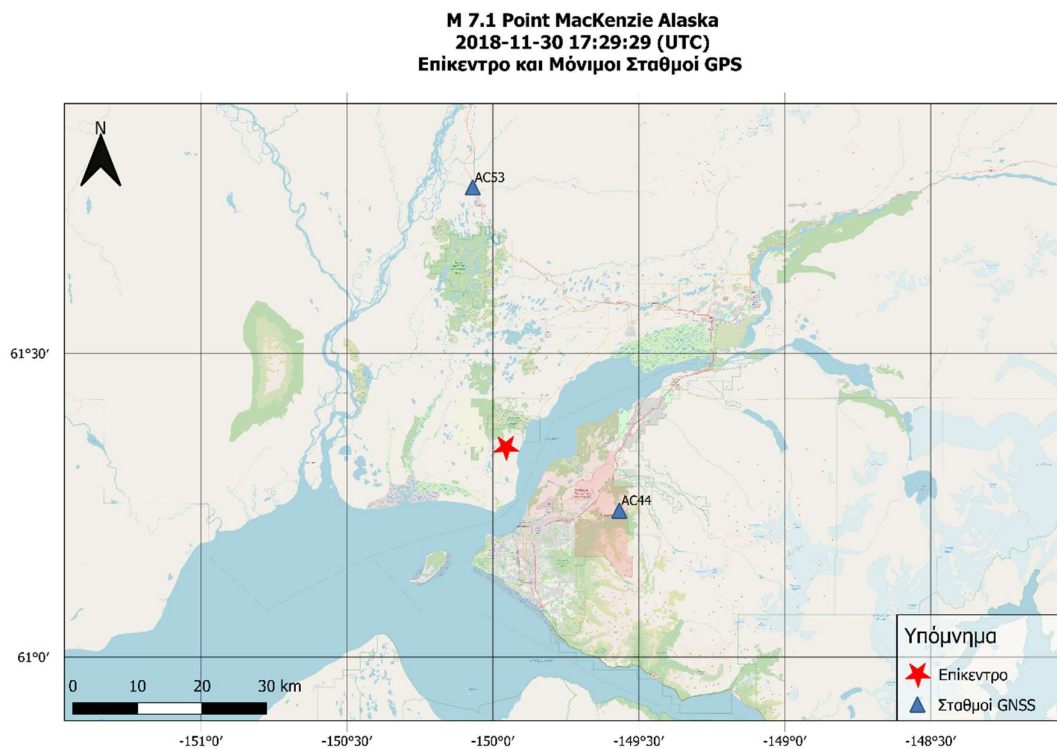 M 7.1 Point MacKenzie Alaska
2018-11-30 17:29:29 (UTC)
Επίκεντρο και Μόνιμοι Σταθμοί GPS
N
AC53
61°30′
AC44
61°0′
0 10 20 30 km
Υπόμνημα
Επίκεντρο
Σταθμοί GNSS
-151°0′ -150°30′ -150°0′ -149°30′ -149°0′ -148°30′